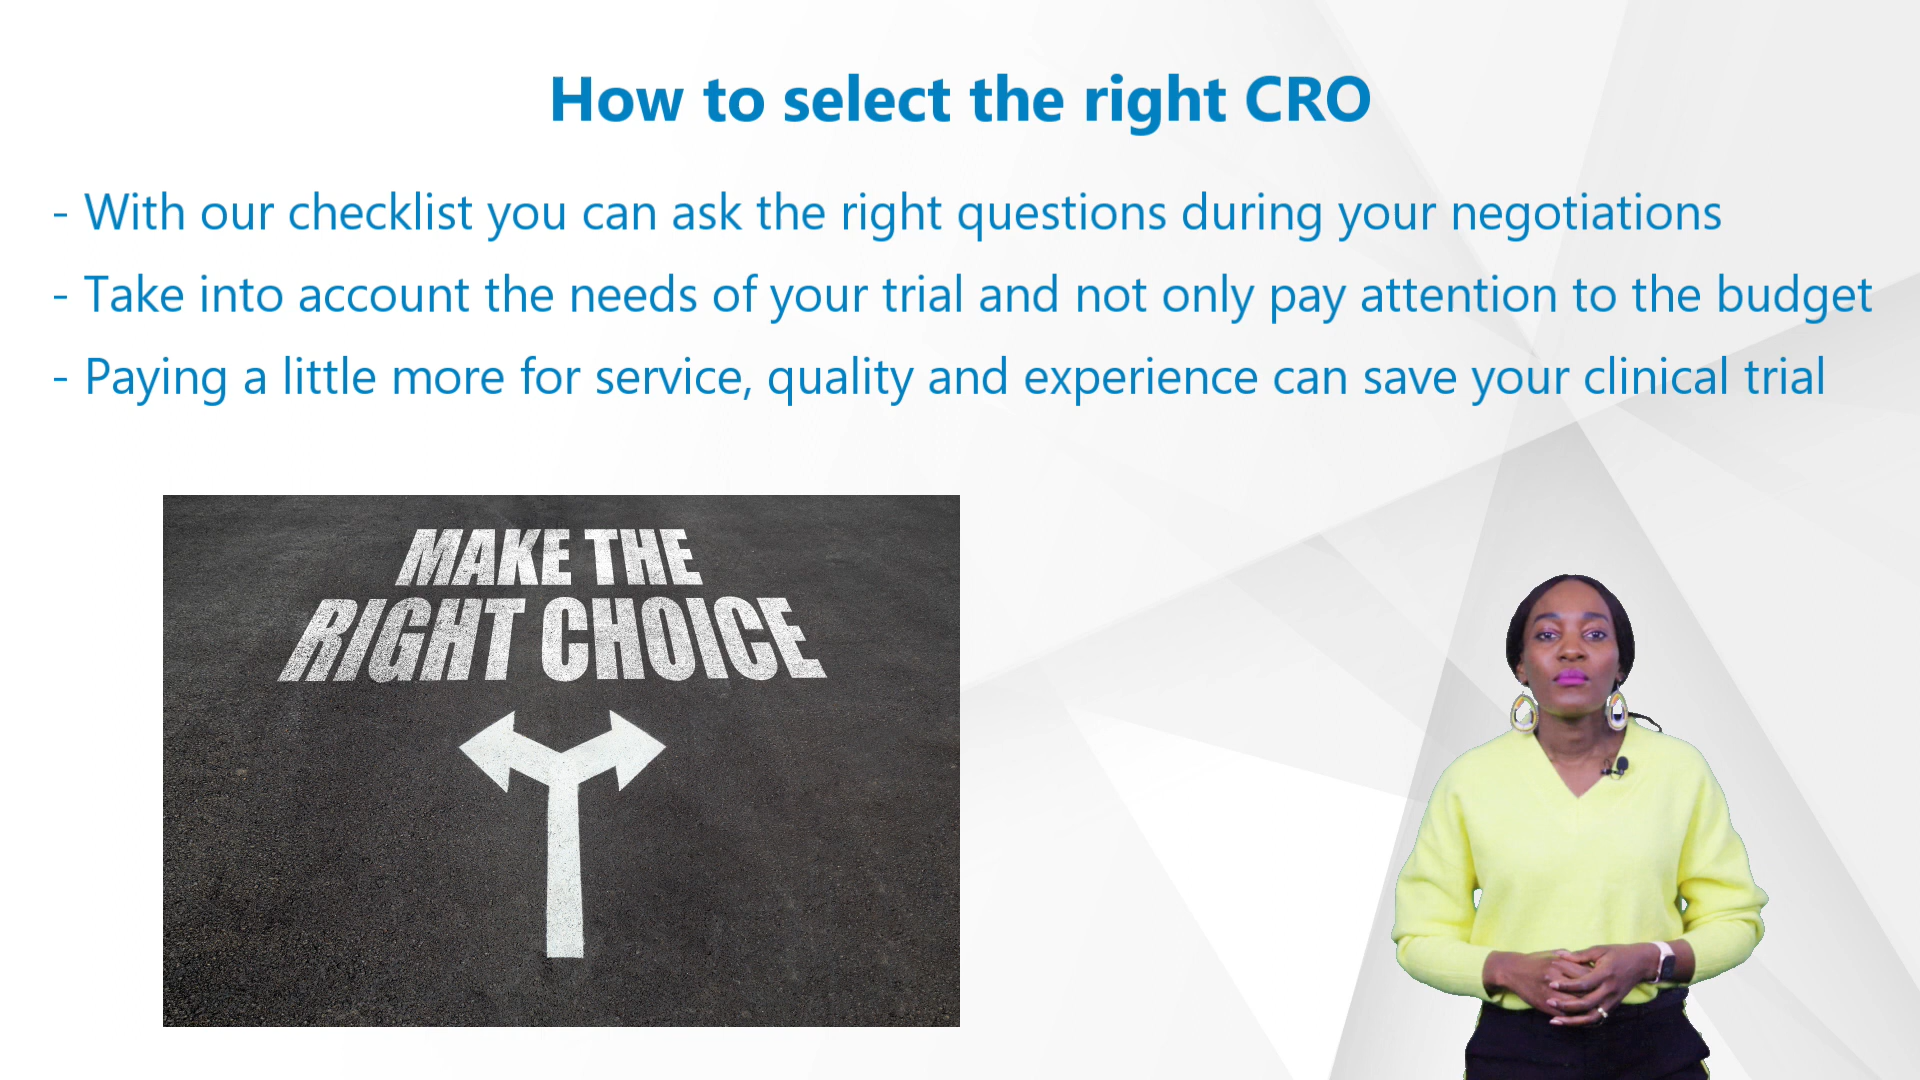 How to select the right CRO
- With our checklist you can ask the right questions during your negotiations
- Take into account the needs of your trial and not only pay attention to the budget
- Paying a little more for service, quality and experience can save your clinical trial
MAKE THE
RIGHT CHOICE